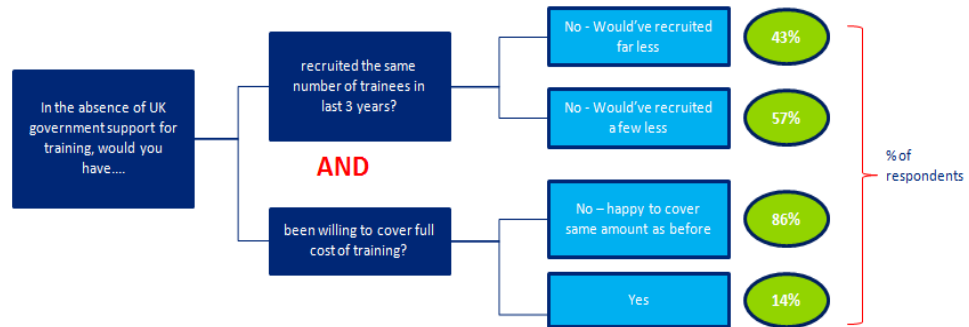 In the absence of UK
government support for
training, would you
have....
recruited the same
number of trainees in
last 3 years?
AND
been willing to cover full
cost of training?
No - Would've recruited
far less
43%
No - Would've recruited
a few less
57%
No – happy to cover
same amount as before
86%
Yes
14%
% of
respondents